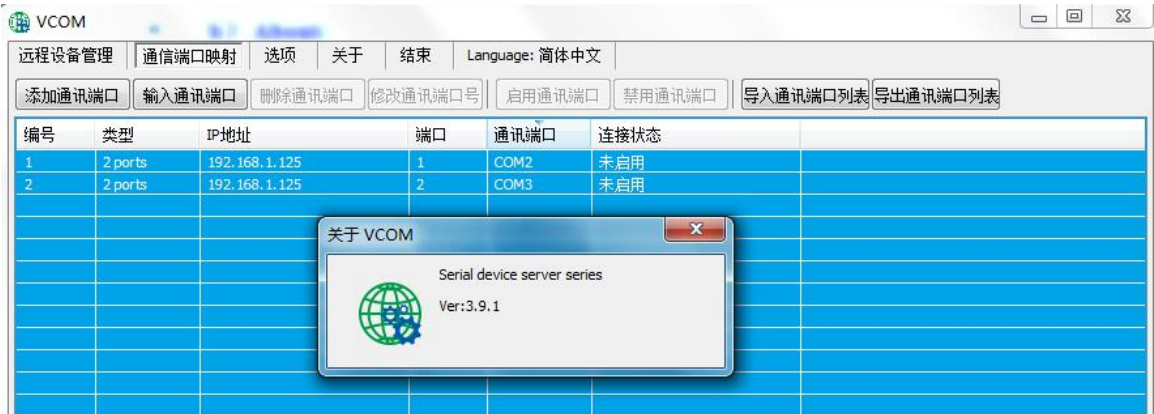 VCOM
远程设备管理 通信端口映射 选项 关于 结束 Language: 简体中文
添加通讯端口 输入通讯端口 删除通讯端口 修改通讯端口号 启用通讯端口 禁用通讯端口 导入通讯端口列表 导出通讯端口列表
编号 类型 IP地址 端口 通讯端口 连接状态
1 2 ports 192.168.1.125 1 COM2 未启用
2 2 ports 192.168.1.125 2 COM3 未启用
关于 VCOM
Serial device server series
Ver:3.9.1